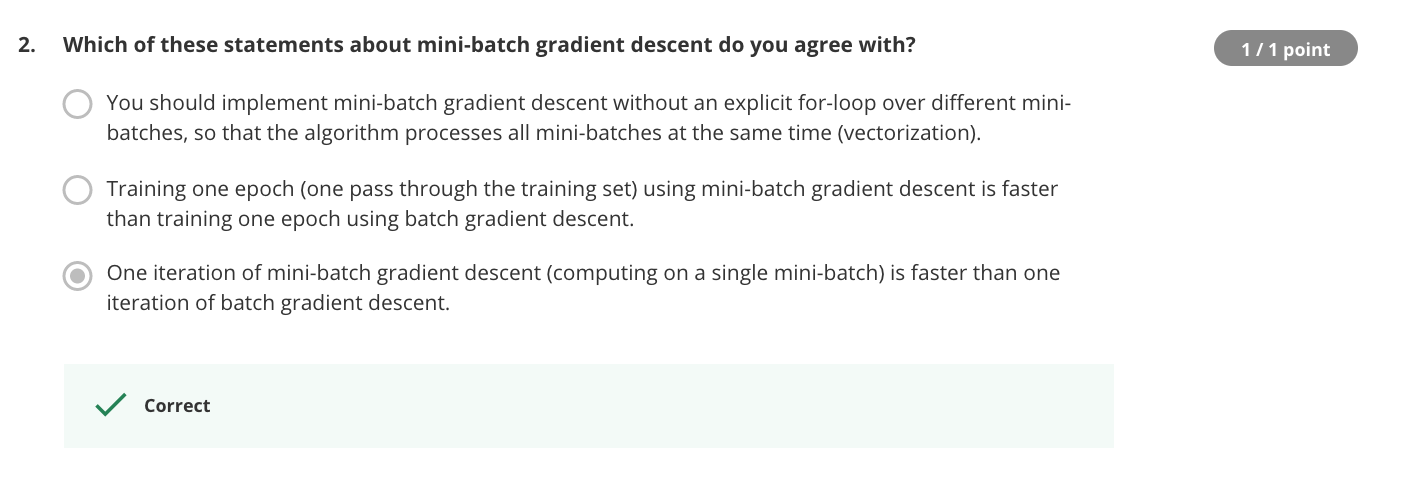 2. Which of these statements about mini-batch gradient descent do you agree with?
1 / 1 point
You should implement mini-batch gradient descent without an explicit for-loop over different mini-
batches, so that the algorithm processes all mini-batches at the same time (vectorization).
Training one epoch (one pass through the training set) using mini-batch gradient descent is faster
than training one epoch using batch gradient descent.
One iteration of mini-batch gradient descent (computing on a single mini-batch) is faster than one
iteration of batch gradient descent.
Correct